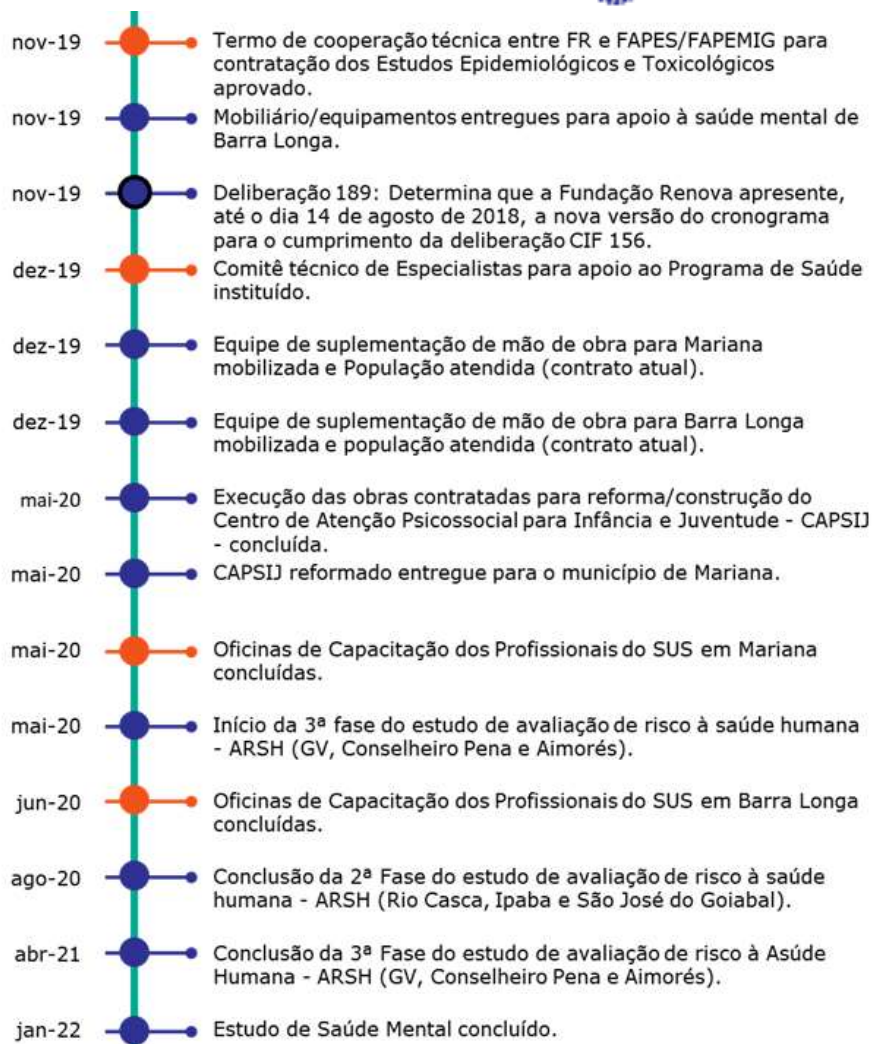 nov-19 Termo de cooperação técnica entre FR e FAPES/FAPEMIG para
contratação dos Estudos Epidemiológicos e Toxicológicos
aprovado.
nov-19 Mobiliário/equipamentos entregues para apoio à saúde mental de
Barra Longa.
nov-19 Deliberação 189: Determina que a Fundação Renova apresente,
até o dia 14 de agosto de 2018, a nova versão do cronograma
para o cumprimento da deliberação CIF 156.
dez-19 Comitê técnico de Especialistas para apoio ao Programa de Saúde
instituído.
dez-19 Equipe de suplementação de mão de obra para Mariana
mobilizada e População atendida (contrato atual).
dez-19 Equipe de suplementação de mão de obra para Barra Longa
mobilizada e população atendida (contrato atual).
mai-20 Execução das obras contratadas para reforma/construção do
Centro de Atenção Psicossocial para Infância e Juventude - CAPSIJ
- concluída.
mai-20 CAPSIJ reformado entregue para o município de Mariana.
mai-20 Oficinas de Capacitação dos Profissionais do SUS em Mariana
concluídas.
mai-20 Início da 3ª fase do estudo de avaliação de risco à saúde humana
- ARSH (GV, Conselheiro Pena e Aimorés).
jun-20 Oficinas de Capacitação dos Profissionais do SUS em Barra Longa
concluídas.
ago-20 Conclusão da 2ª Fase do estudo de avaliação de risco à saúde
humana - ARSH (Rio Casca, Ipaba e São José do Goiabal).
abr-21 Conclusão da 3ª Fase do estudo de avaliação de risco à Asúde
Humana - ARSH (GV, Conselheiro Pena e Aimorés).
jan-22 Estudo de Saúde Mental concluído.